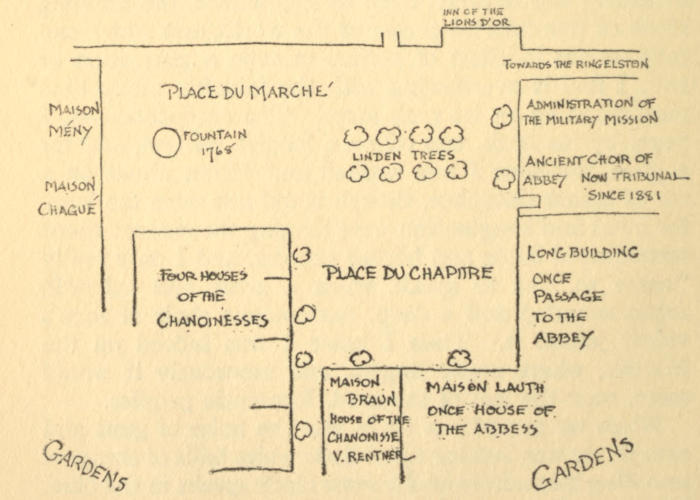 INN OF THE
LIONS D'OR
TOWARDS THE RINGELSTEIN
PLACE DU MARCHÉ
MAISON
MÉNY
FOUNTAIN
1768
LINDEN TREES
ADMINISTRATION OF
THE MILITARY MISSION
MAISON
CHAGUÉ
ANCIENT CHOIR OF
ABBEY NOW TRIBUNAL
SINCE 1881
FOUR HOUSES
OF THE
CHANOINESSES
PLACE DU CHAPITRE
LONG BUILDING
ONCE
PASSAGE
TO THE
ABBEY
MAISON
BRAUN
HOUSE OF THE
CHANONISSE
V. RENTNER
MAISON LAUTH
ONCE HOUSE OF
THE ABBESS
GARDENS
GARDENS